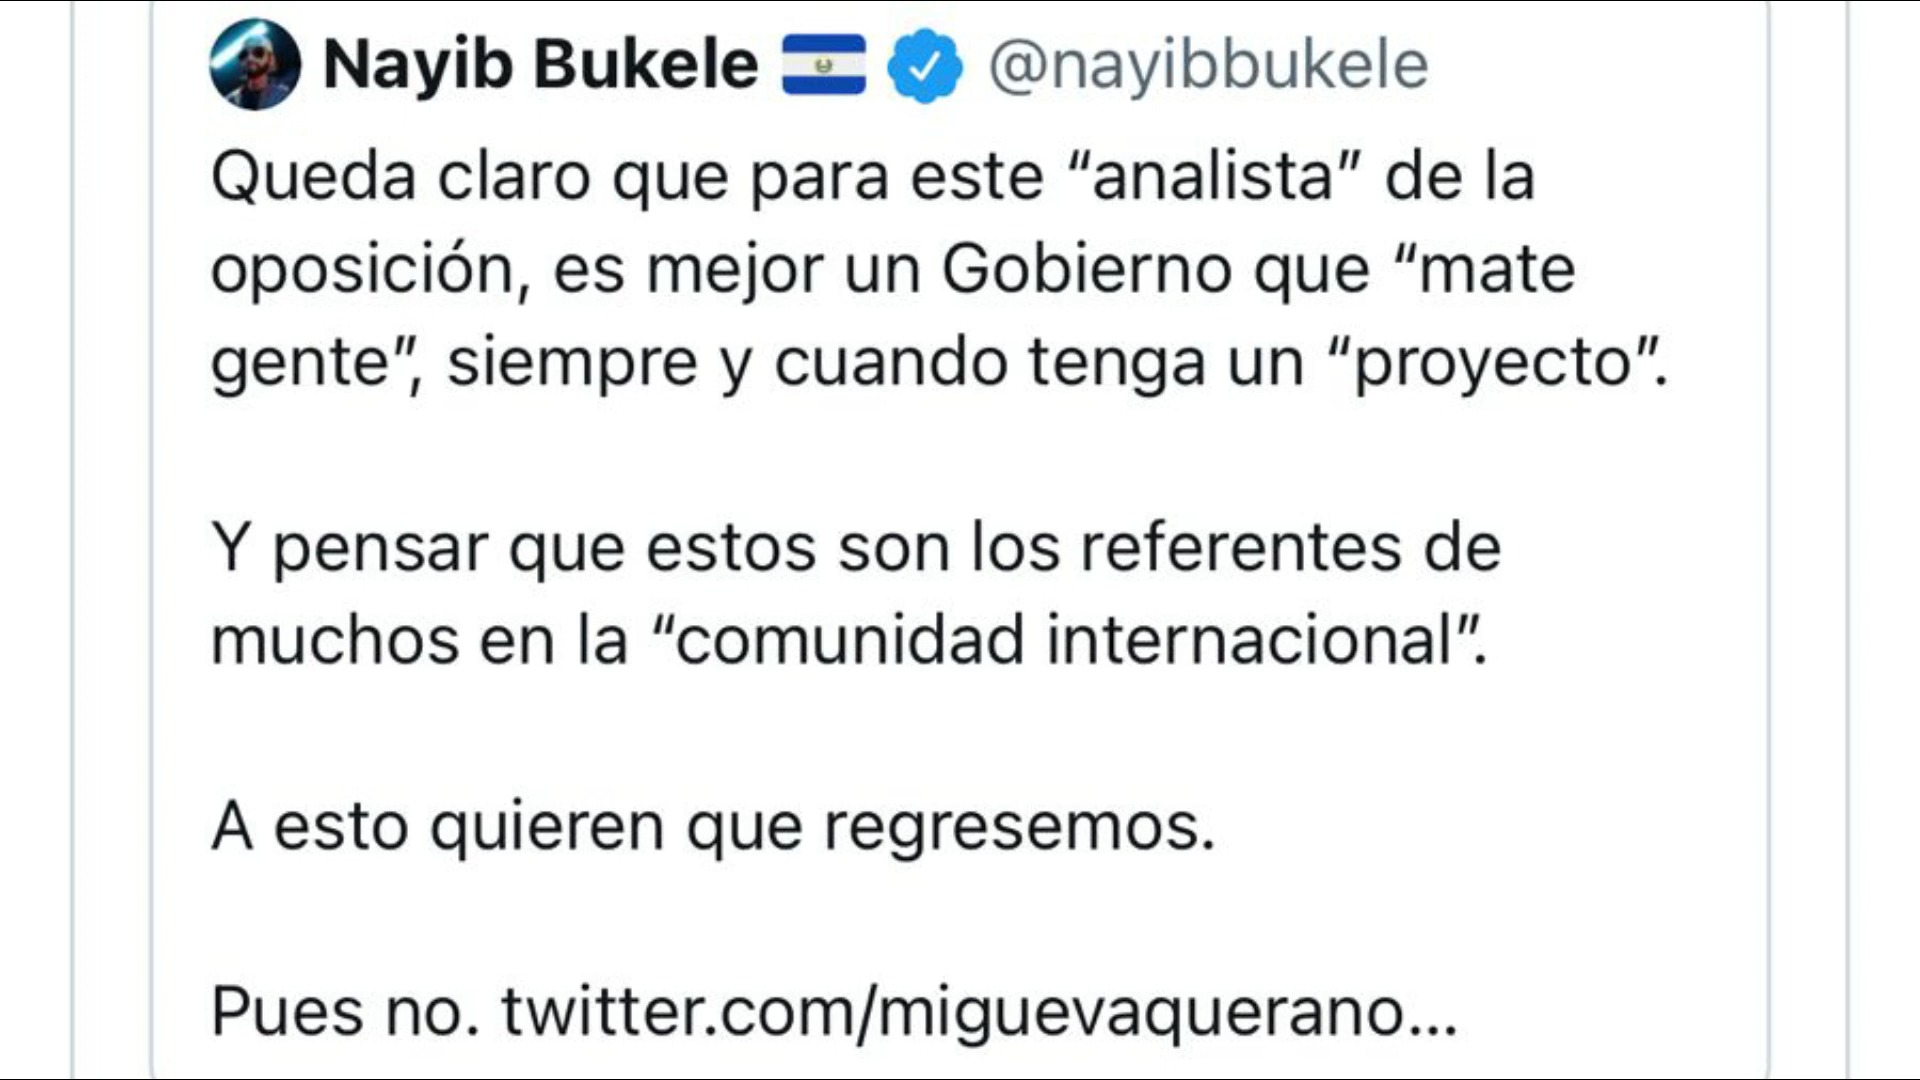 Nayib Bukele 🇸🇻 @nayibbukele
Queda claro que para este “analista” de la
oposición, es mejor un Gobierno que “mate
gente”, siempre y cuando tenga un “proyecto”.
Y pensar que estos son los referentes de
muchos en la “comunidad internacional”.
A esto quieren que regresemos.
Pues no. twitter.com/miguevaquerano...